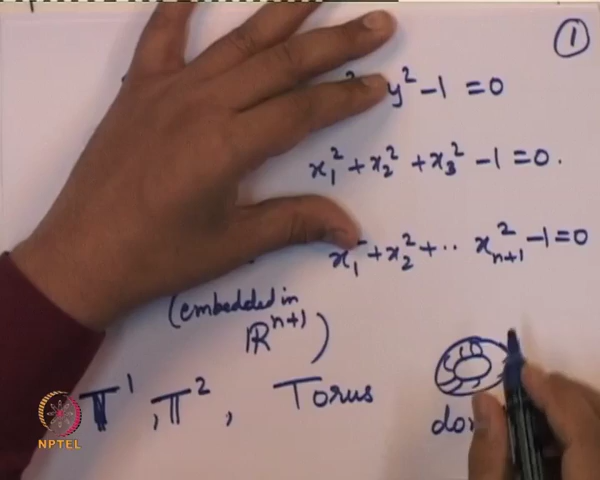 ①
² y² - 1 = 0
x₁² + x₂² + x₃² - 1 = 0.
x₁² + x₂² + ·· x²ₙ₊₁ - 1 = 0
(embedded in
ℝⁿ⁺¹)
𝕋¹, 𝕋², Torus
NPTEL